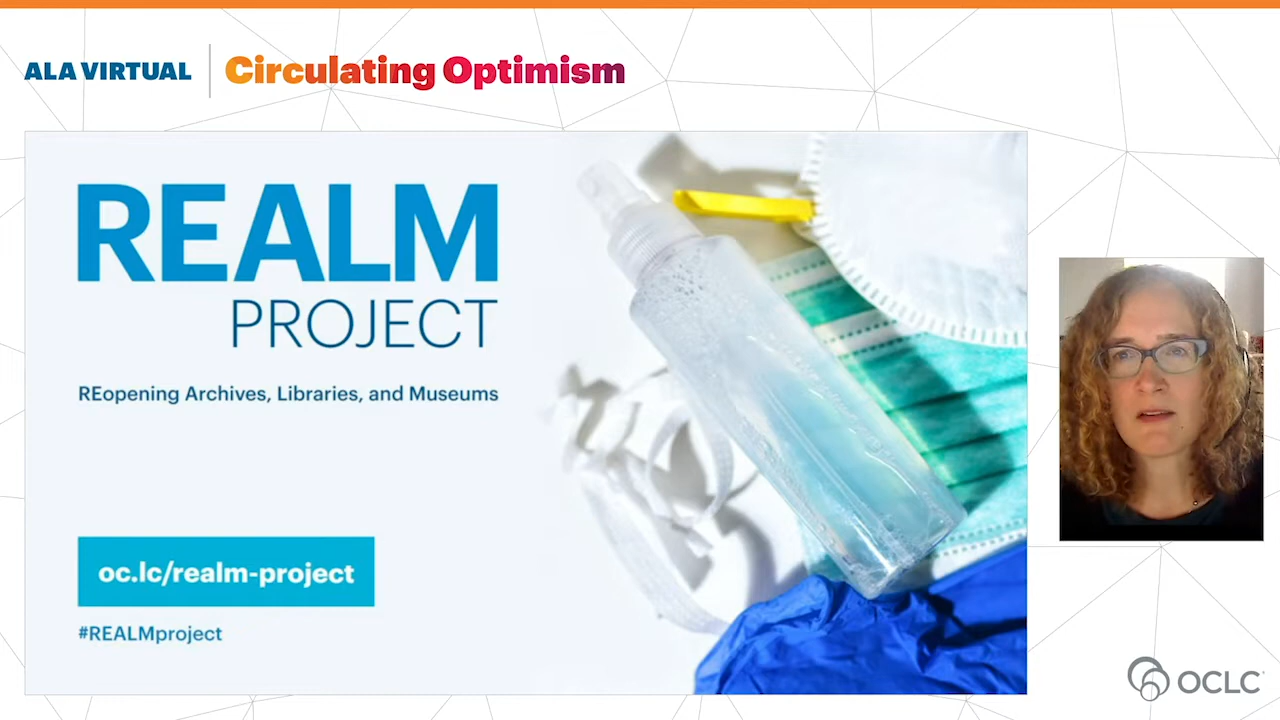 ALA VIRTUAL
Circulating Optimism
REALM
PROJECT
REopening Archives, Libraries, and Museums
oc.lc/realm-project
#REALMproject
OCLC